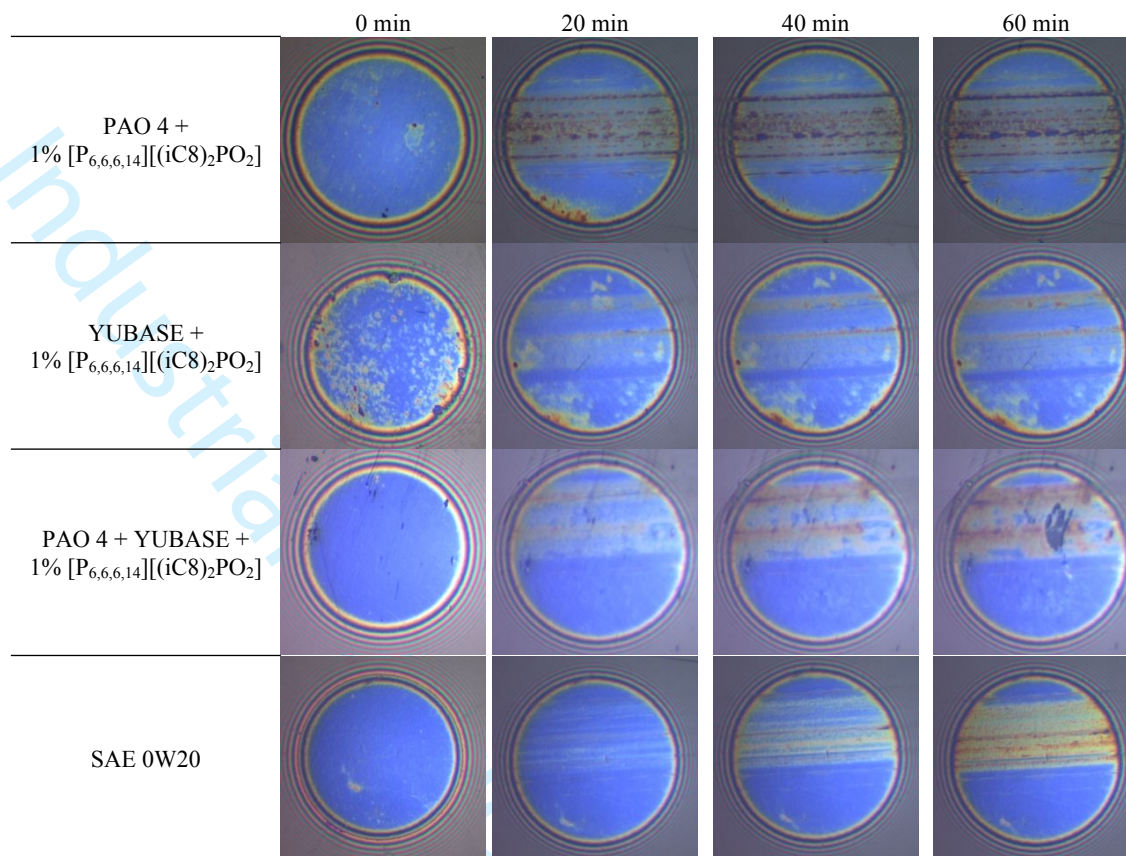 0 min 20 min 40 min 60 min
PAO 4 +
1% [P₆,₆,₆,₁₄][(iC8)₂PO₂]
YUBASE +
1% [P₆,₆,₆,₁₄][(iC8)₂PO₂]
PAO 4 + YUBASE +
1% [P₆,₆,₆,₁₄][(iC8)₂PO₂]
SAE 0W20
Industrial